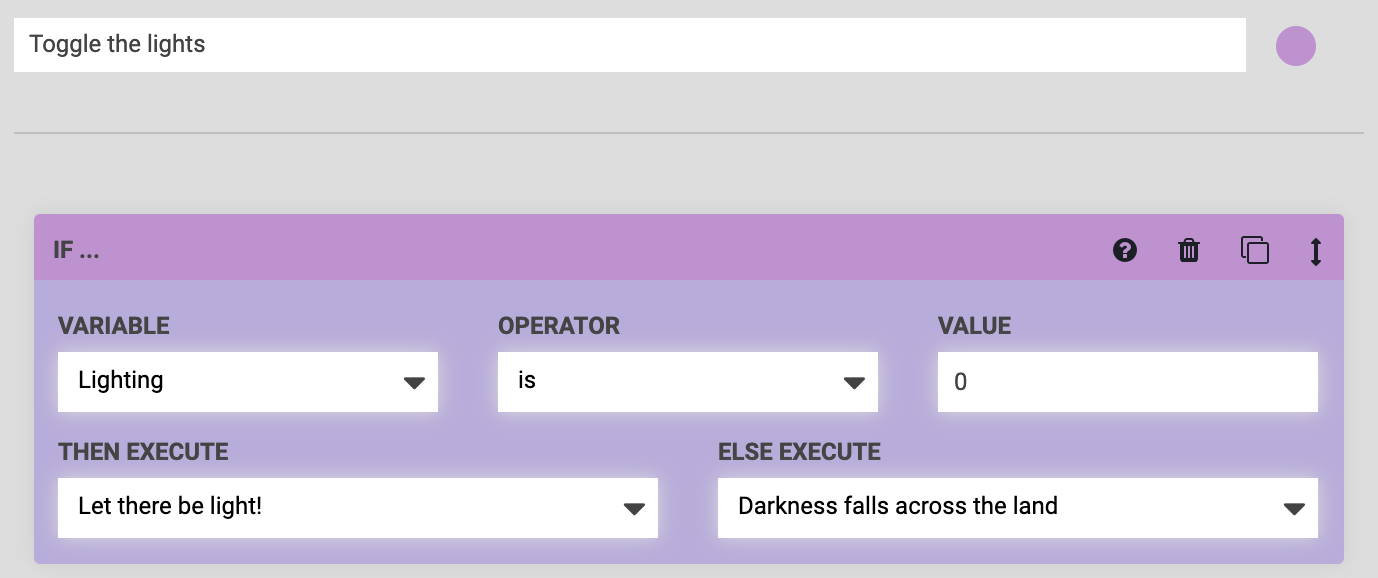 Toggle the lights
IF ...
VARIABLE OPERATOR VALUE
Lighting is 0
THEN EXECUTE ELSE EXECUTE
Let there be light! Darkness falls across the land